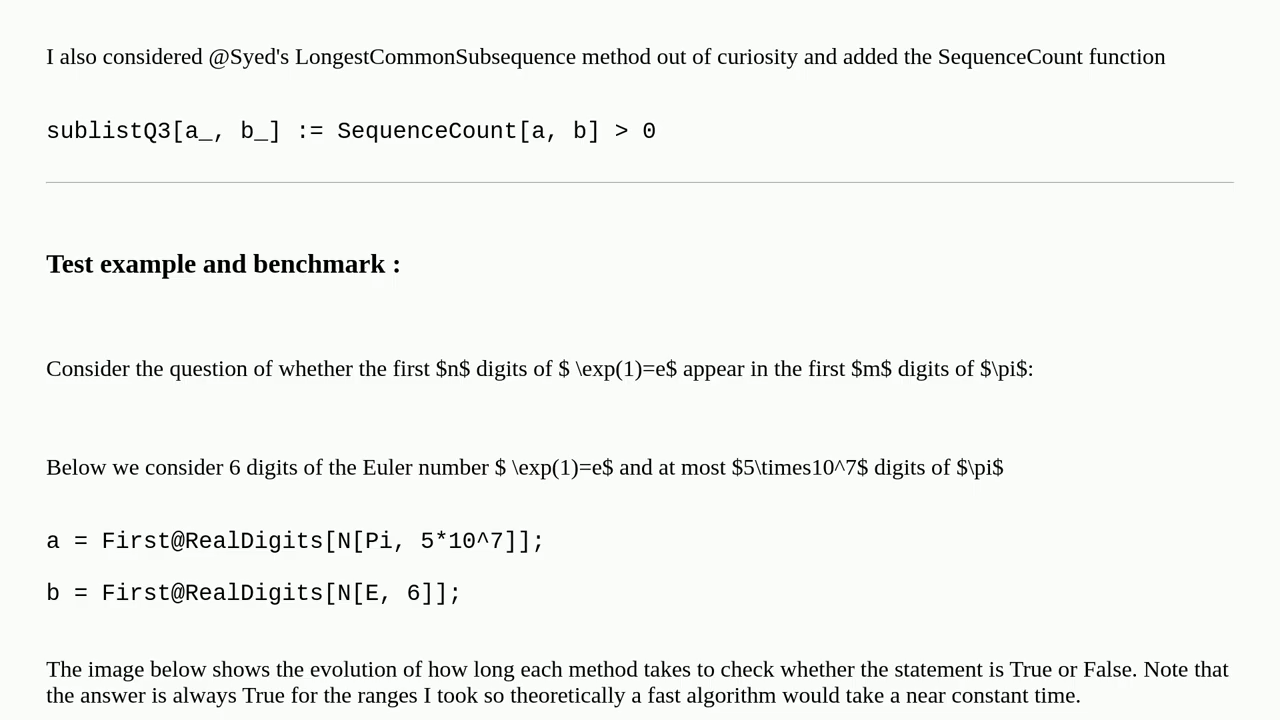 I also considered @Syed's LongestCommonSubsequence method out of curiosity and added the SequenceCount function
sublistQ3[a_, b_] := SequenceCount[a, b] > 0
Test example and benchmark :
Consider the question of whether the first $n$ digits of $ \exp(1)=e$ appear in the first $m$ digits of $\pi$:
Below we consider 6 digits of the Euler number $ \exp(1)=e$ and at most $5\times10^7$ digits of $\pi$
a = First@RealDigits[N[Pi, 5*10^7]];
b = First@RealDigits[N[E, 6]];
The image below shows the evolution of how long each method takes to check whether the statement is True or False. Note that
the answer is always True for the ranges I took so theoretically a fast algorithm would take a near constant time.